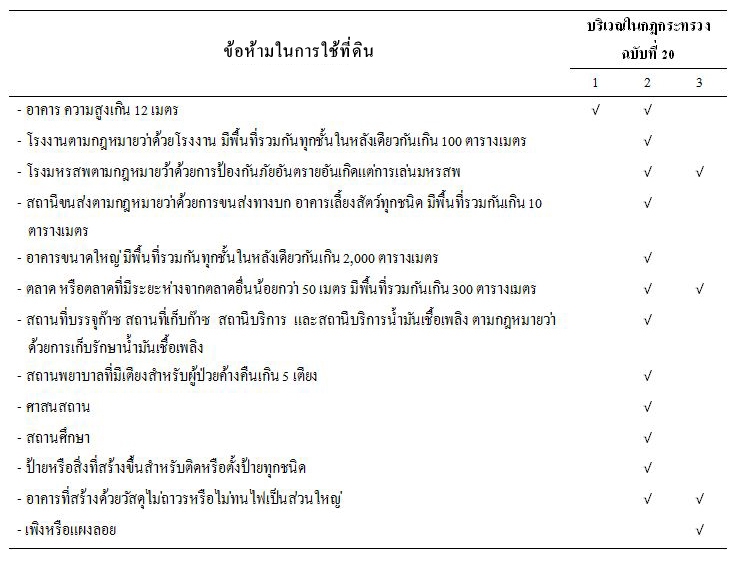 ข้อห้ามในการใช้ที่ดิน
บริเวณในกฎกระทรวง
ฉบับที่ 20
1 2 3
- อาคาร ความสูงเกิน 12 เมตร √ √
- โรงงานตามกฎหมายว่าด้วยโรงงาน มีพื้นที่รวมกันทุกชั้นในหลังเดียวกันเกิน 100 ตารางเมตร √
- โรงมหรสพตามกฎหมายว้าด้วยการป้องกันภัยอันตรายอันเกิดแต่การเล่นมหรสพ √ √
- สถานีขนส่งตามกฎหมายว่าด้วยการขนส่งทางบก อาคารเลี้ยงสัตว์ทุกชนิด มีพื้นที่รวมกันเกิน 10 √
ตารางเมตร
- อาคารขนาดใหญ่ มีพื้นที่รวมกันทุกชั้นในหลังเดียวกันเกิน 2,000 ตารางเมตร √
- ตลาด หรือตลาดที่มีระยะห่างจากตลาดอื่นน้อยกว่า 50 เมตร มีพื้นที่รวมกันเกิน 300 ตารางเมตร √ √
- สถานที่บรรจุก๊าซ สถานที่เก็บก๊าซ สถานีบริการ และสถานีบริการน้ำมันเชื้อเพลิง ตามกฎหมายว่า √
ด้วยการเก็บรักษาน้ำมันเชื้อเพลิง
- สถานพยาบาลที่มีเตียงสำหรับผู้ป่วยค้างคืนเกิน 5 เตียง √
- ศาสนสถาน √
- สถานศึกษา √
- ป้ายหรือสิ่งที่สร้างขึ้นสำหรับติดหรือตั้งป้ายทุกชนิด √
- อาคารที่สร้างด้วยวัสดุไม่ถาวรหรือไม่ทนไฟเป็นส่วนใหญ่ √ √
- เพิงหรือแผงลอย √